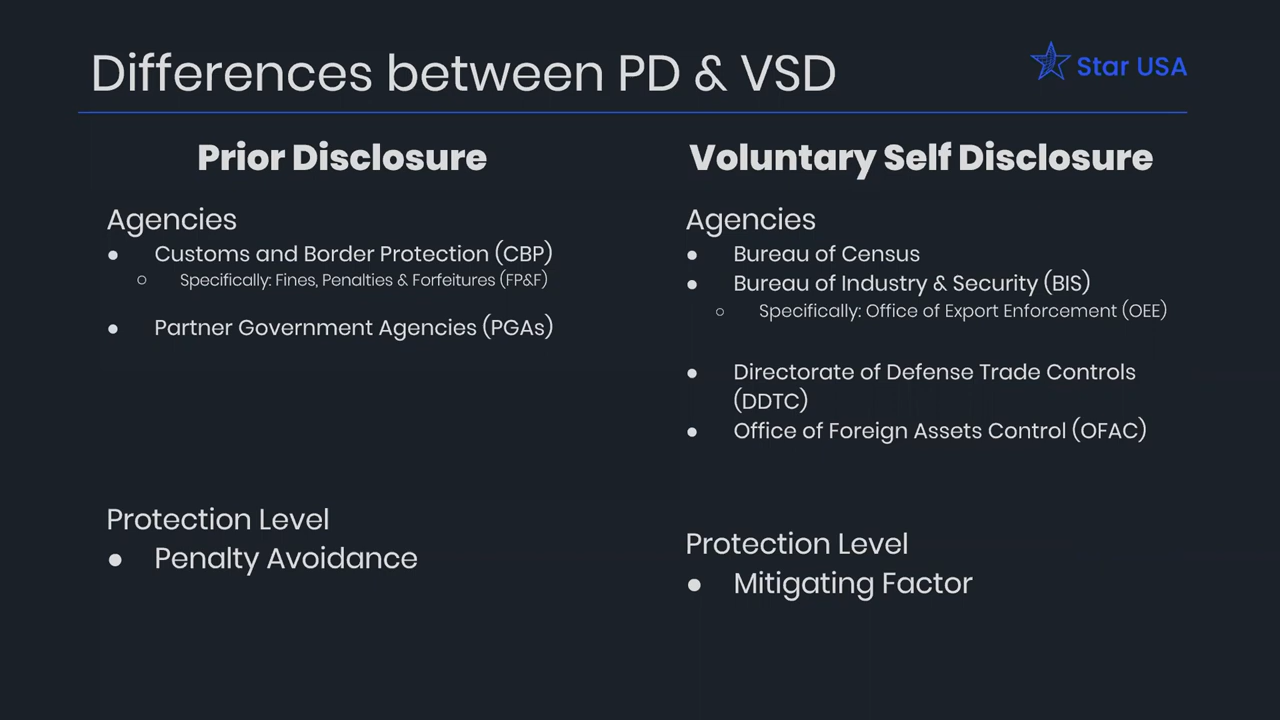 Differences between PD & VSD
Star USA
Prior Disclosure
Agencies
● Customs and Border Protection (CBP)
○ Specifically: Fines, Penalties & Forfeitures (FP&F)
● Partner Government Agencies (PGAs)
Protection Level
● Penalty Avoidance
Voluntary Self Disclosure
Agencies
● Bureau of Census
● Bureau of Industry & Security (BIS)
○ Specifically: Office of Export Enforcement (OEE)
● Directorate of Defense Trade Controls
(DDTC)
● Office of Foreign Assets Control (OFAC)
Protection Level
● Mitigating Factor